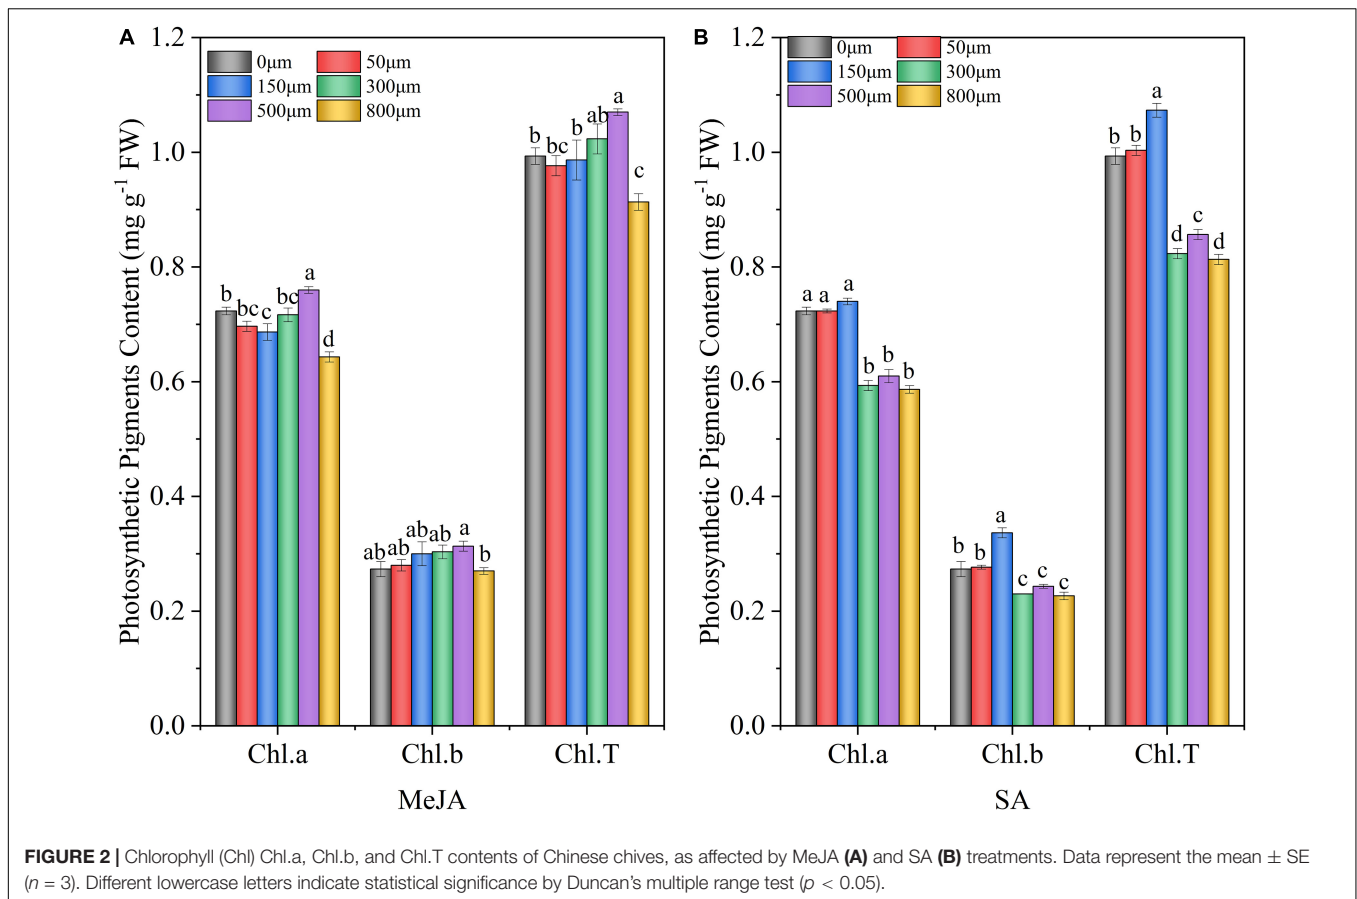 A
Photosynthetic Pigments Content (mg g-1 FW)
1.2
1.0
0.8
0.6
0.4
0.2
0.0
0μm 50μm
150μm 300μm
500μm 800μm
b bc c bc a d
ab ab ab ab a b
b bc b ab a c
Chl.a Chl.b Chl.T
MeJA
B
Photosynthetic Pigments Content (mg g-1 FW)
1.2
1.0
0.8
0.6
0.4
0.2
0.0
0μm 50μm
150μm 300μm
500μm 800μm
a a a b b b
b b a c c c
b b a d c d
Chl.a Chl.b Chl.T
SA
FIGURE 2 | Chlorophyll (Chl) Chl.a, Chl.b, and Chl.T contents of Chinese chives, as affected by MeJA (A) and SA (B) treatments. Data represent the mean ± SE
(n = 3). Different lowercase letters indicate statistical significance by Duncan's multiple range test (p < 0.05).